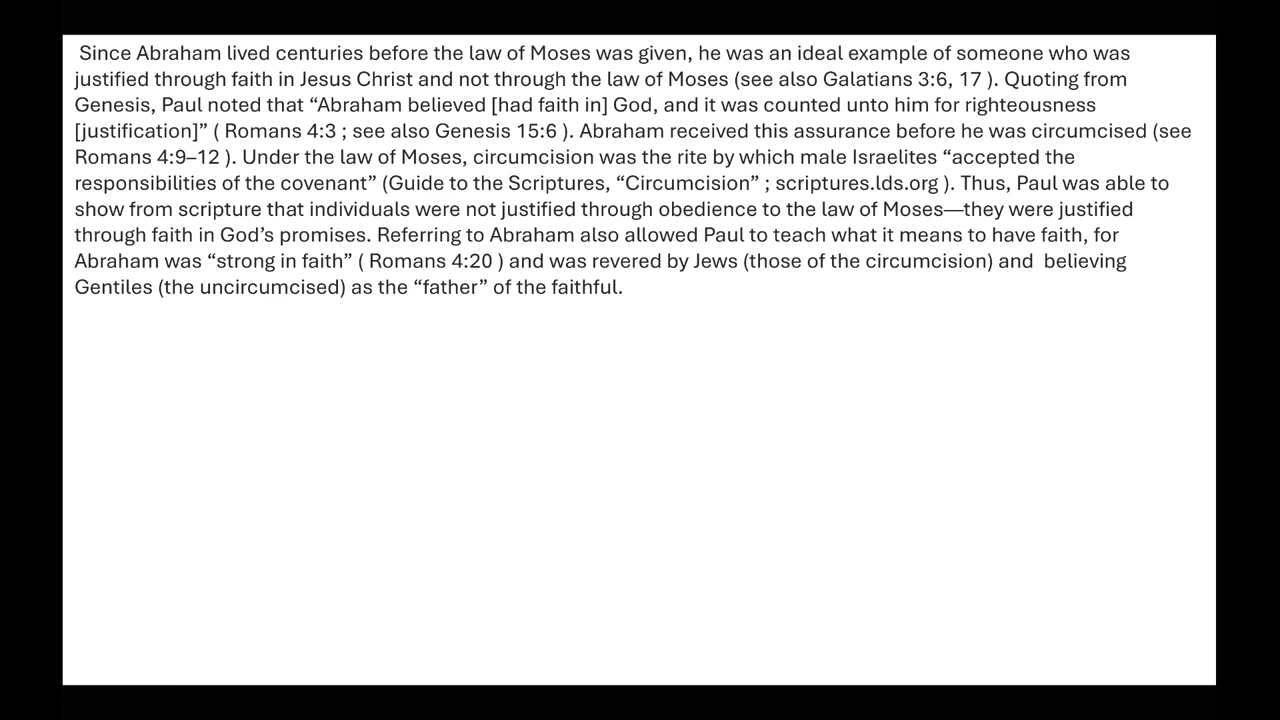 Since Abraham lived centuries before the law of Moses was given, he was an ideal example of someone who was
justified through faith in Jesus Christ and not through the law of Moses (see also Galatians 3:6, 17 ). Quoting from
Genesis, Paul noted that “Abraham believed [had faith in] God, and it was counted unto him for righteousness
[justification]” ( Romans 4:3 ; see also Genesis 15:6 ). Abraham received this assurance before he was circumcised (see
Romans 4:9–12 ). Under the law of Moses, circumcision was the rite by which male Israelites “accepted the
responsibilities of the covenant” (Guide to the Scriptures, “Circumcision” ; scriptures.lds.org ). Thus, Paul was able to
show from scripture that individuals were not justified through obedience to the law of Moses—they were justified
through faith in God’s promises. Referring to Abraham also allowed Paul to teach what it means to have faith, for
Abraham was “strong in faith” ( Romans 4:20 ) and was revered by Jews (those of the circumcision) and  believing
Gentiles (the uncircumcised) as the “father” of the faithful.